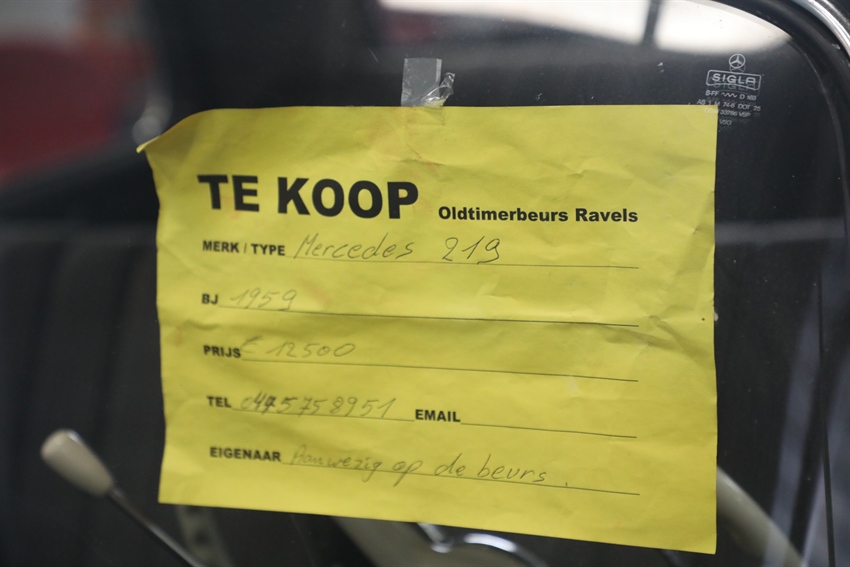 SIGLA
TE KOOP Oldtimerbeurs Ravels
MERK / TYPE Mercedes 219
BJ 1959
PRIJS € 12500
TEL 0475758951 EMAIL
EIGENAAR Aanwezig op de beurs.